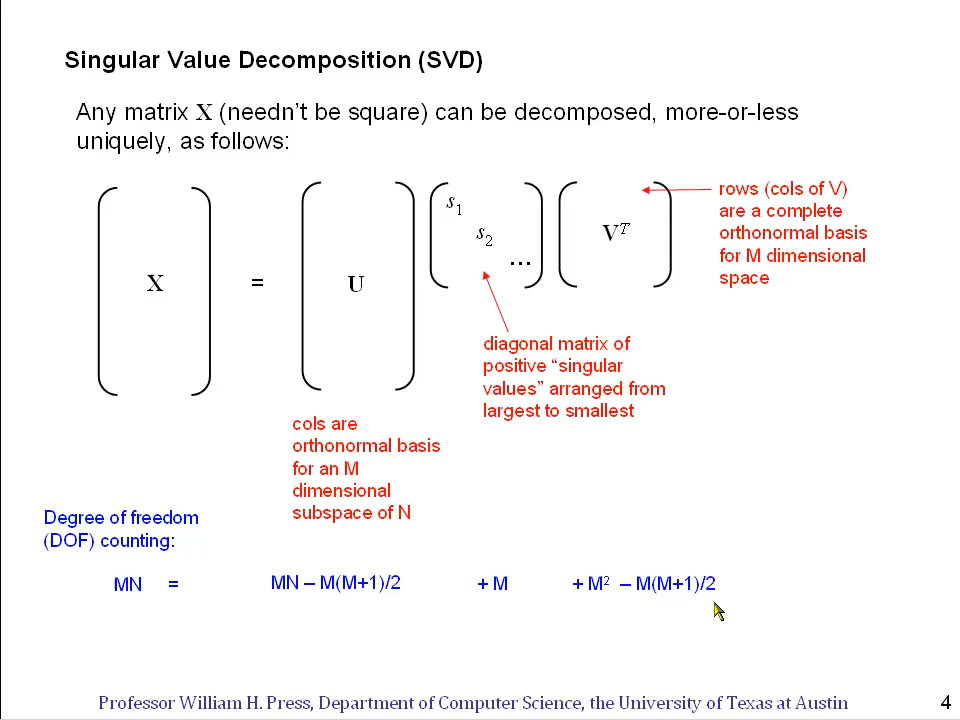 Singular Value Decomposition (SVD)
Any matrix X (needn't be square) can be decomposed, more-or-less
uniquely, as follows:
X = U s₁ s₂ … Vᵀ
rows (cols of V)
are a complete
orthonormal basis
for M dimensional
space
diagonal matrix of
positive “singular
values” arranged from
largest to smallest
cols are
orthonormal basis
for an M
dimensional
subspace of N
Degree of freedom
(DOF) counting:
MN = MN – M(M+1)/2 + M + M² – M(M+1)/2
Professor William H. Press, Department of Computer Science, the University of Texas at Austin 4